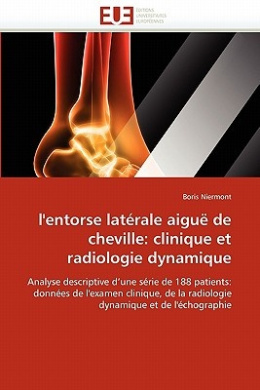 EUE
ÉDITIONS
UNIVERSITAIRES
EUROPÉENNES
Boris Niermont
l'entorse latérale aiguë de
cheville: clinique et
radiologie dynamique
Analyse descriptive d'une série de 188 patients:
données de l'examen clinique, de la radiologie
dynamique et de l'échographie